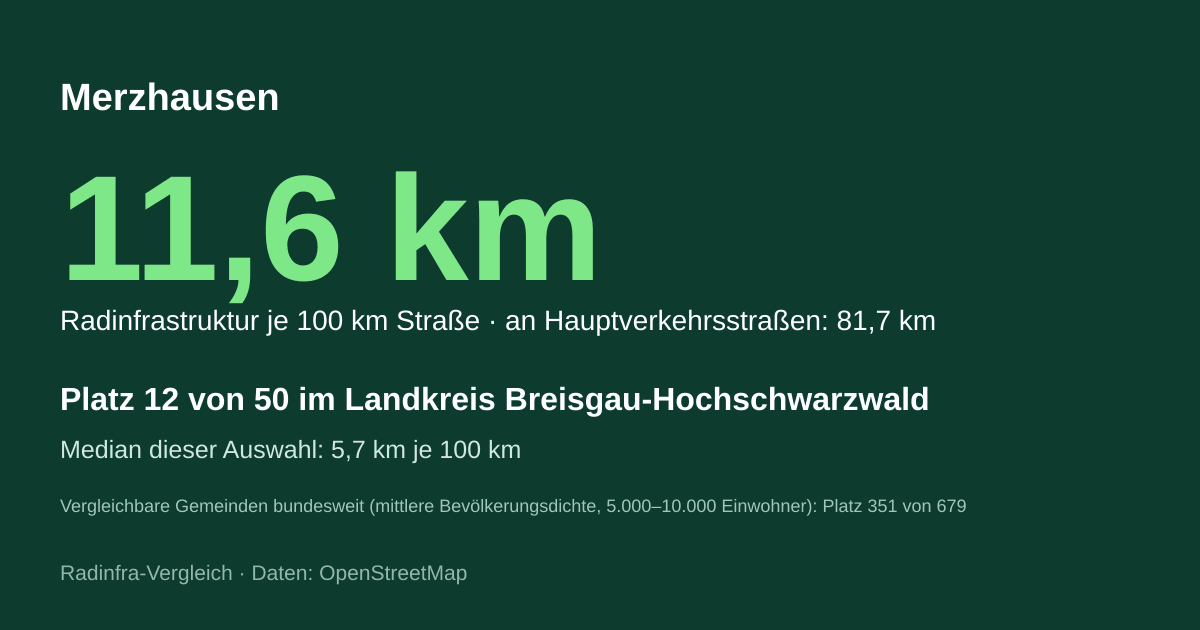 Merzhausen
11,6 km
Radinfrastruktur je 100 km Straße · an Hauptverkehrsstraßen: 81,7 km
Platz 12 von 50 im Landkreis Breisgau-Hochschwarzwald
Median dieser Auswahl: 5,7 km je 100 km
Vergleichbare Gemeinden bundesweit (mittlere Bevölkerungsdichte, 5.000–10.000 Einwohner): Platz 351 von 679
Radinfra-Vergleich · Daten: OpenStreetMap